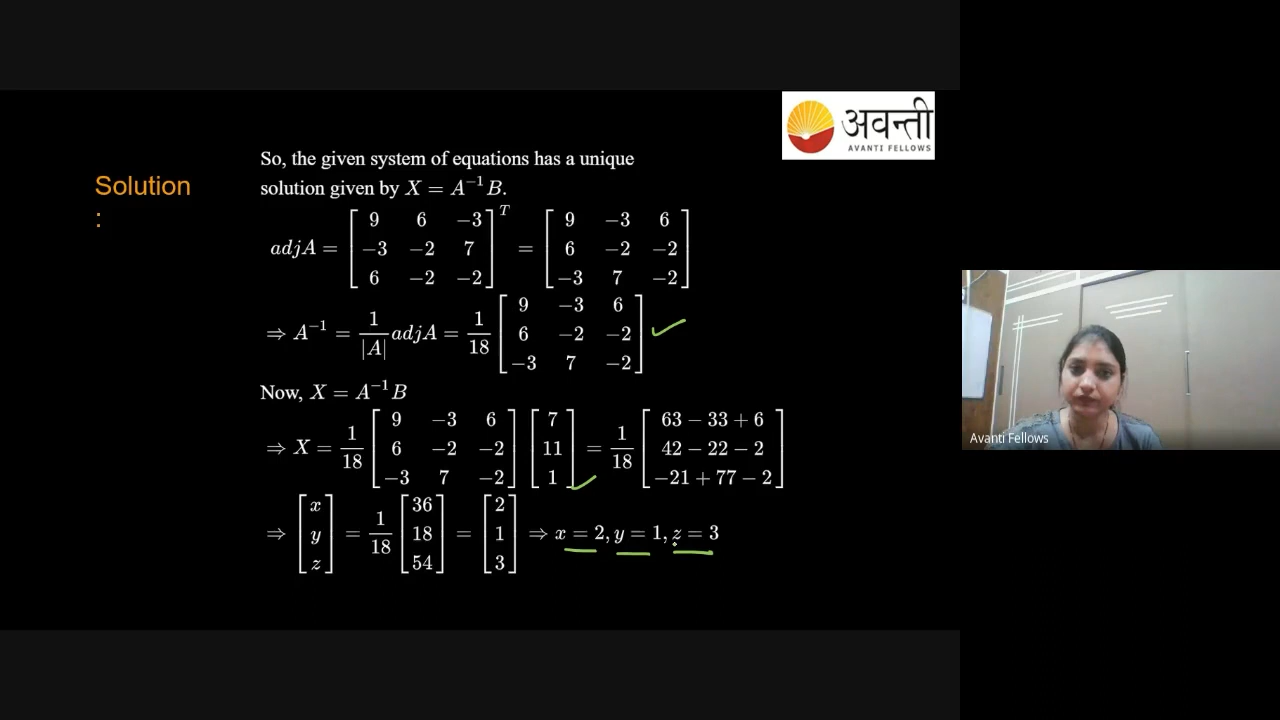 अवन्ती
AVANTI FELLOWS
Solution
:
So, the given system of equations has a unique
solution given by X = A⁻¹B.
adjA = [9 6 −3; −3 −2 7; 6 −2 −2]ᵀ = [9 −3 6; 6 −2 −2; −3 7 −2]
⇒ A⁻¹ = 1/|A| adjA = 1/18 [9 −3 6; 6 −2 −2; −3 7 −2]
Now, X = A⁻¹B
⇒ X = 1/18 [9 −3 6; 6 −2 −2; −3 7 −2] [7; 11; 1] = 1/18 [63 − 33 + 6; 42 − 22 − 2; −21 + 77 − 2]
⇒ [x; y; z] = 1/18 [36; 18; 54] = [2; 1; 3] ⇒ x = 2, y = 1, z = 3
Avanti Fellows